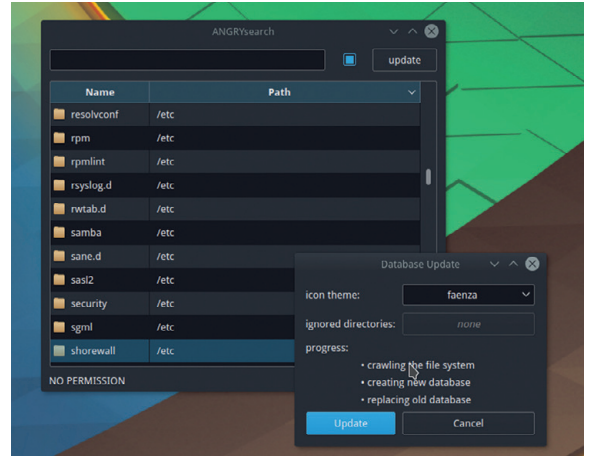 ANGRYsearch
update
Name Path
resolvconf /etc
rpm /etc
rpmlint /etc
rsyslog.d /etc
rwtab.d /etc
samba /etc
sane.d /etc
sasl2 /etc
security /etc
sgml /etc
shorewall /etc
NO PERMISSION
Database Update
icon theme: faenza
ignored directories: none
progress:
• crawling the file system
• creating new database
• replacing old database
Update Cancel